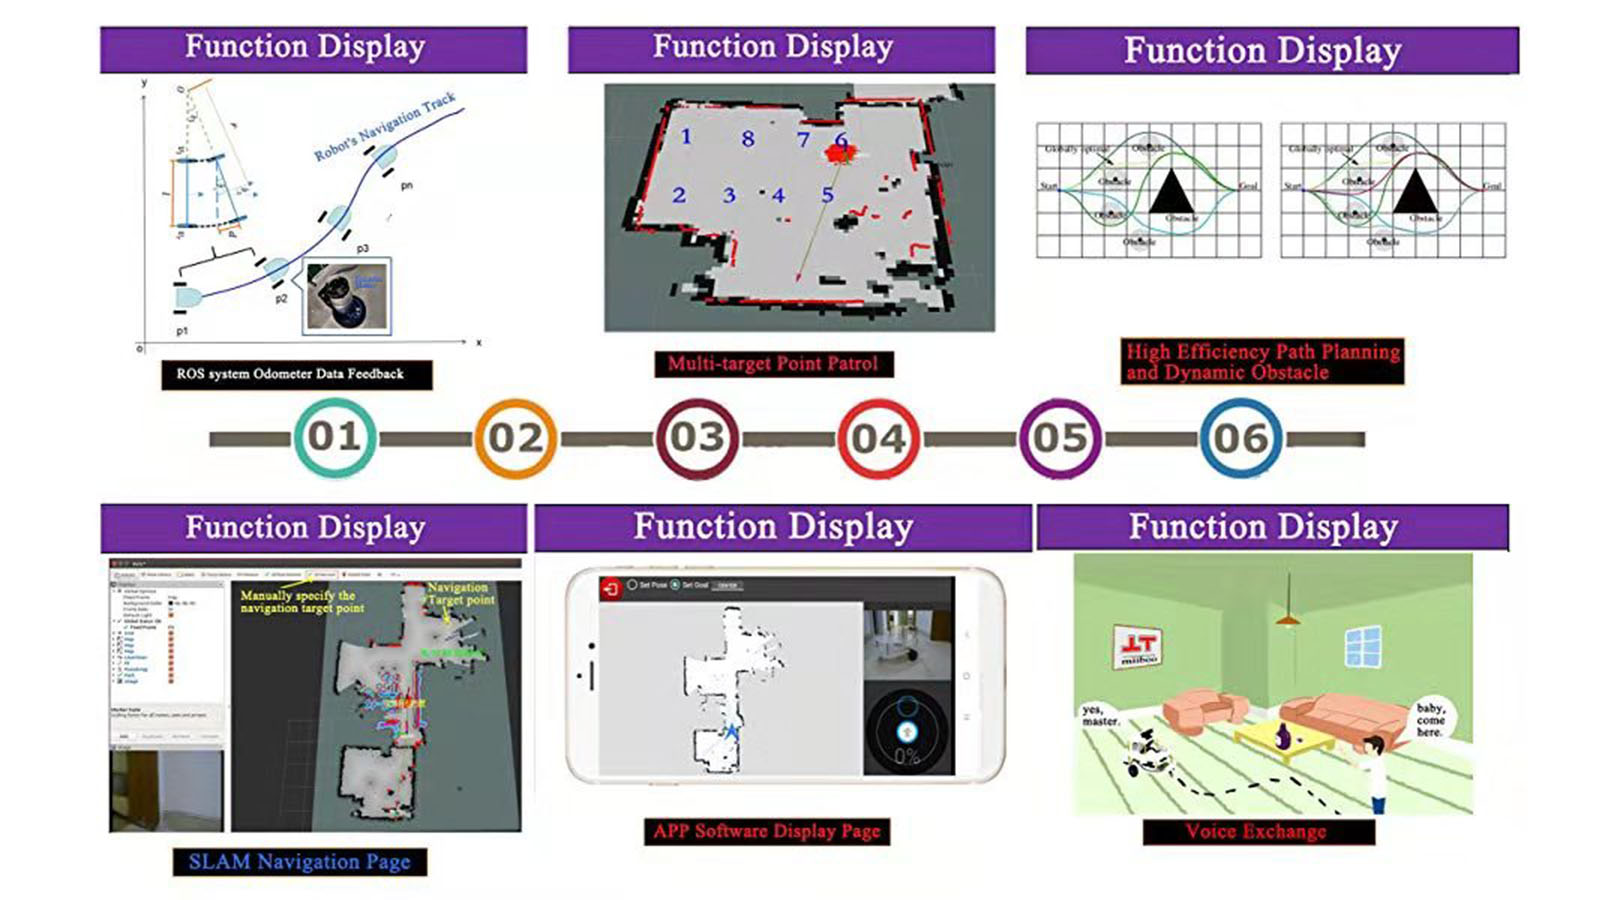 Function Display
Function Display
Function Display
y
Robot's Navigation Track
pn
p3
p2
p1
o
x
ROS system Odometer Data Feedback
1 8 7 6
2 3 4 5
Multi-target Point Patrol
Globally optimal
Obstacle
Start
Obstacle
Goal
Obstacle
Obstacle
Obstacle
Globally optimal
Obstacle
Start
Obstacle
Goal
Obstacle
Obstacle
Obstacle
High Efficiency Path Planning
and Dynamic Obstacle
01 02 03 04 05 06
Function Display
Function Display
Function Display
Manually specify the
navigation target point
Navigation
Target point
SLAM Navigation Page
Set Pose Set Goal CENTER
0%
APP Software Display Page
miiboo
yes,
master.
baby,
come
here.
Voice Exchange